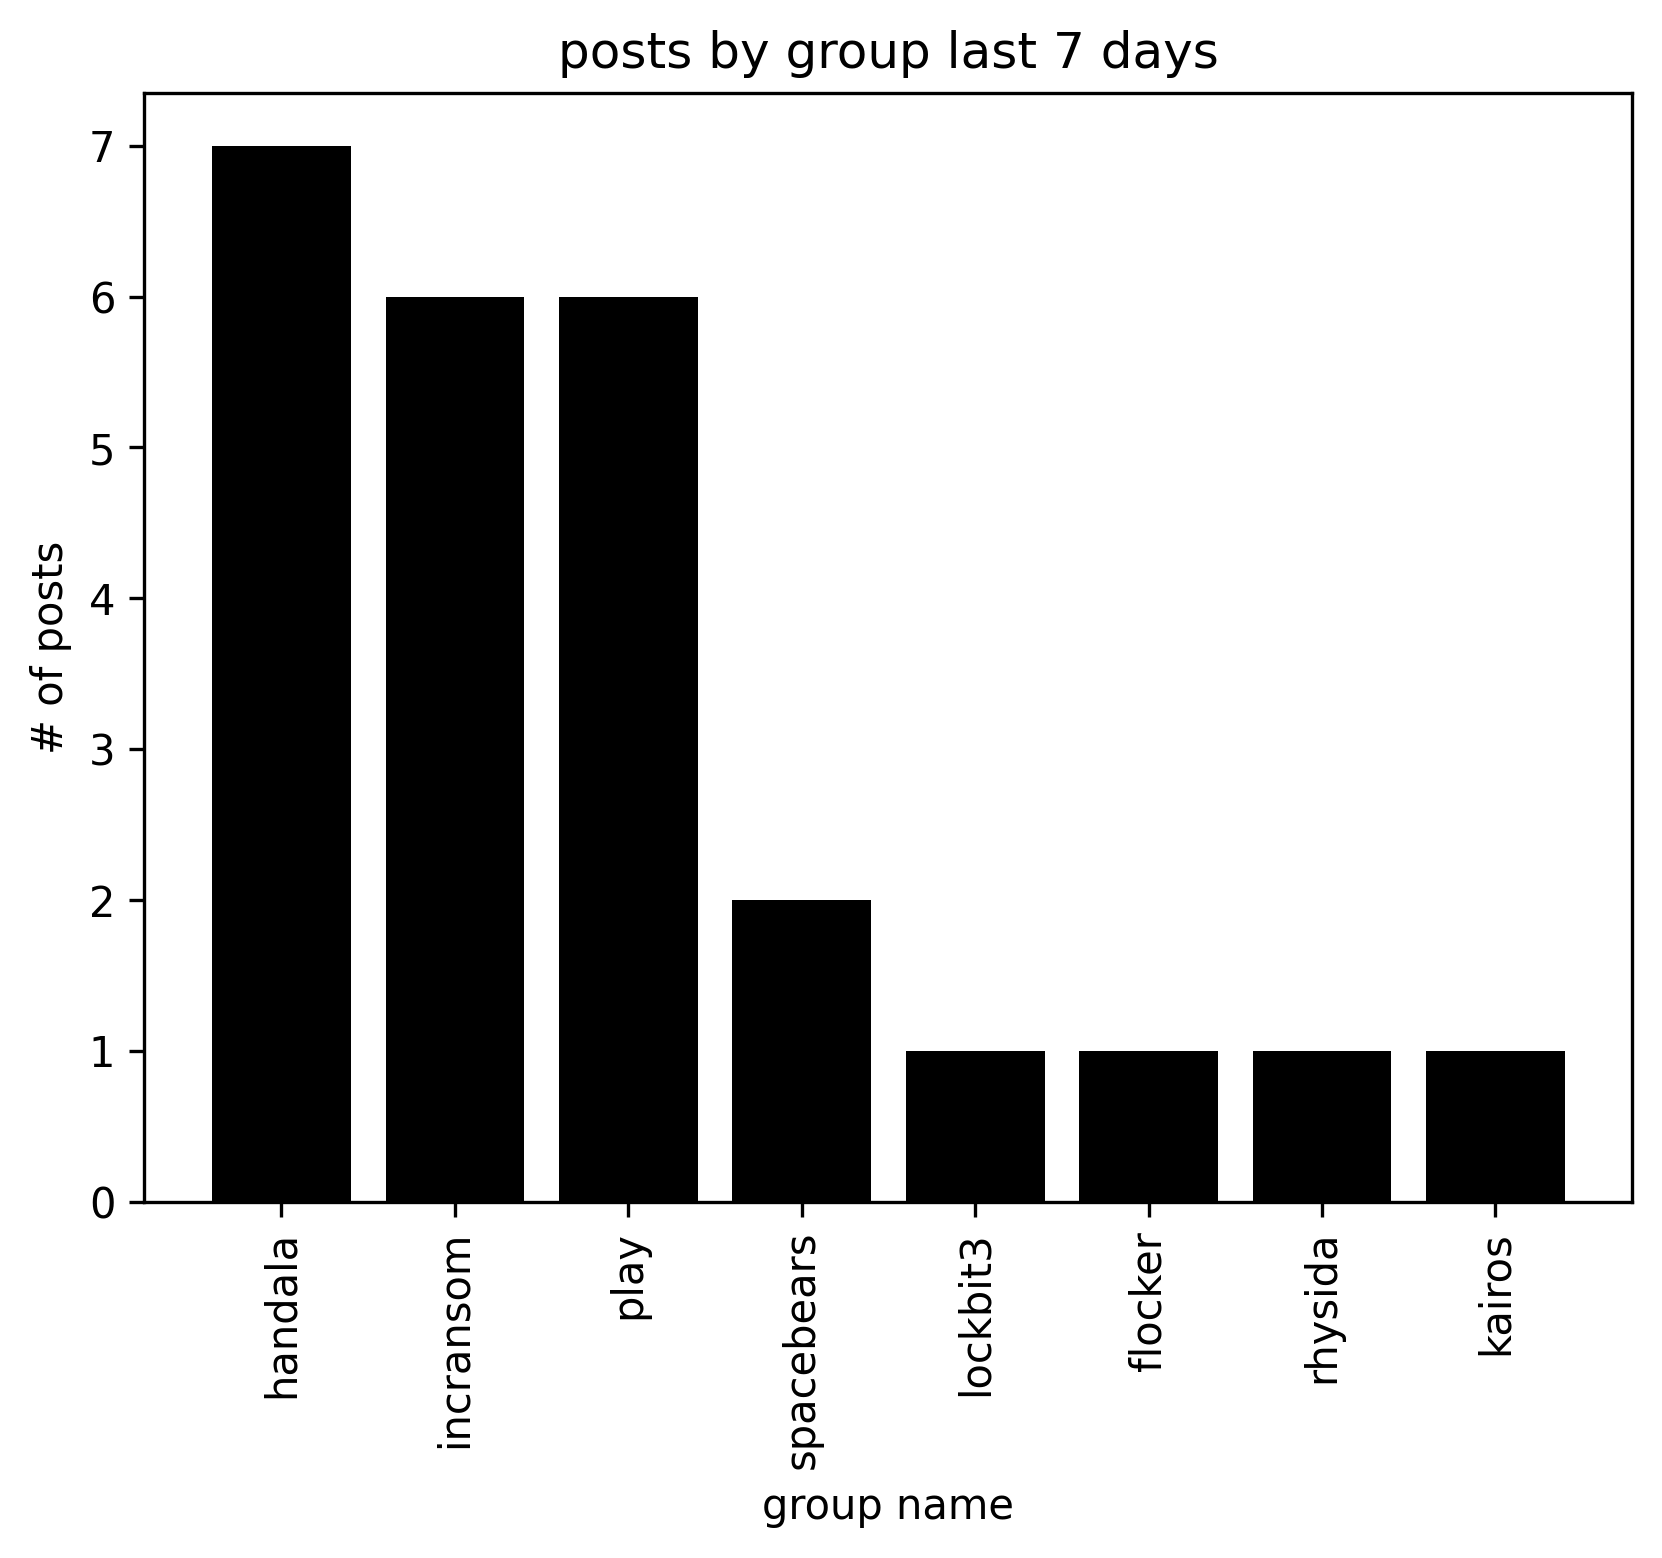 posts by group last 7 days
# of posts
7
6
5
4
3
2
1
0
handala
incransom
play
spacebears
lockbit3
flocker
rhysida
kairos
group name